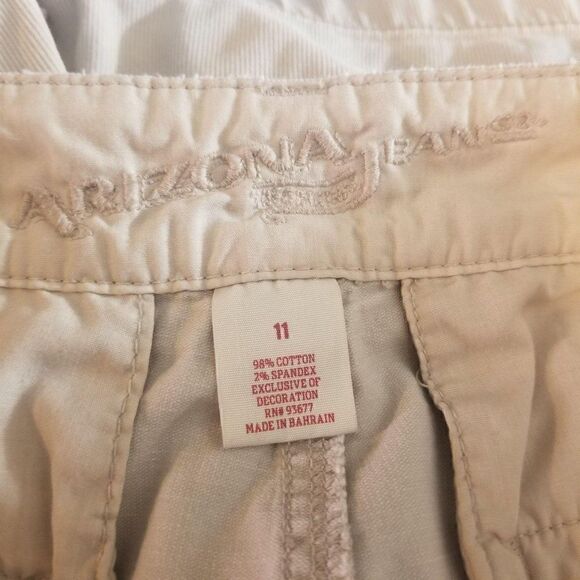 ARIZONA JEAN Co.
11
98% COTTON
2% SPANDEX
EXCLUSIVE OF
DECORATION
RN# 93677
MADE IN BAHRAIN